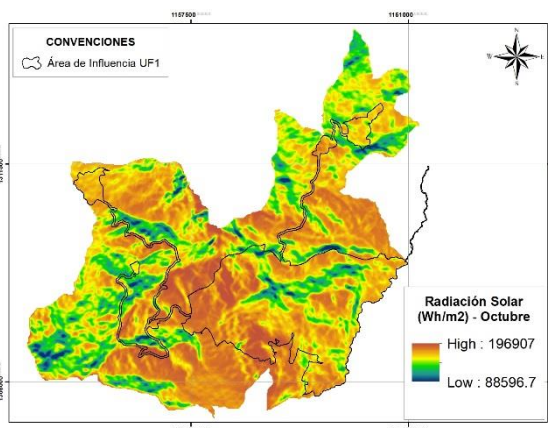 1157500
1161000
CONVENCIONES
Área de Influencia UF1
N
W
E
S
Radiación Solar
(Wh/m2) - Octubre
High : 196907
Low : 88596.7